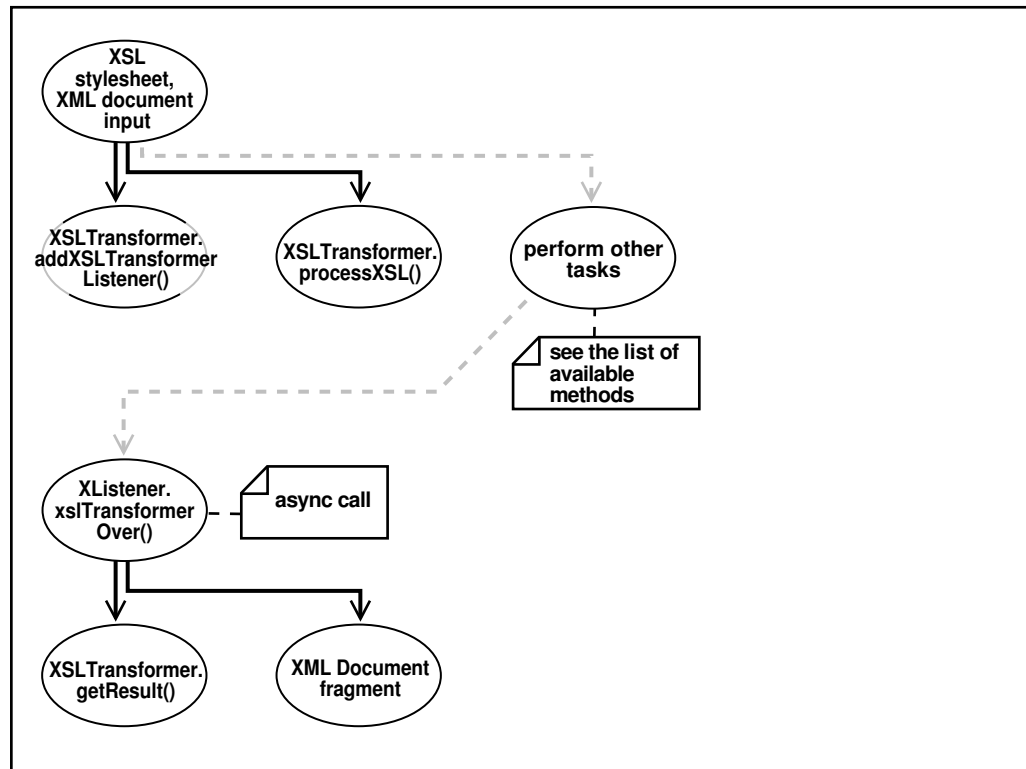 XSL
stylesheet,
XML document
input
XSLTransformer.
addXSLTransformer
Listener()
XSLTransformer.
processXSL()
perform other
tasks
see the list of
available
methods
XListener.
xslTransformer
Over()
async call
XSLTransformer.
getResult()
XML Document
fragment